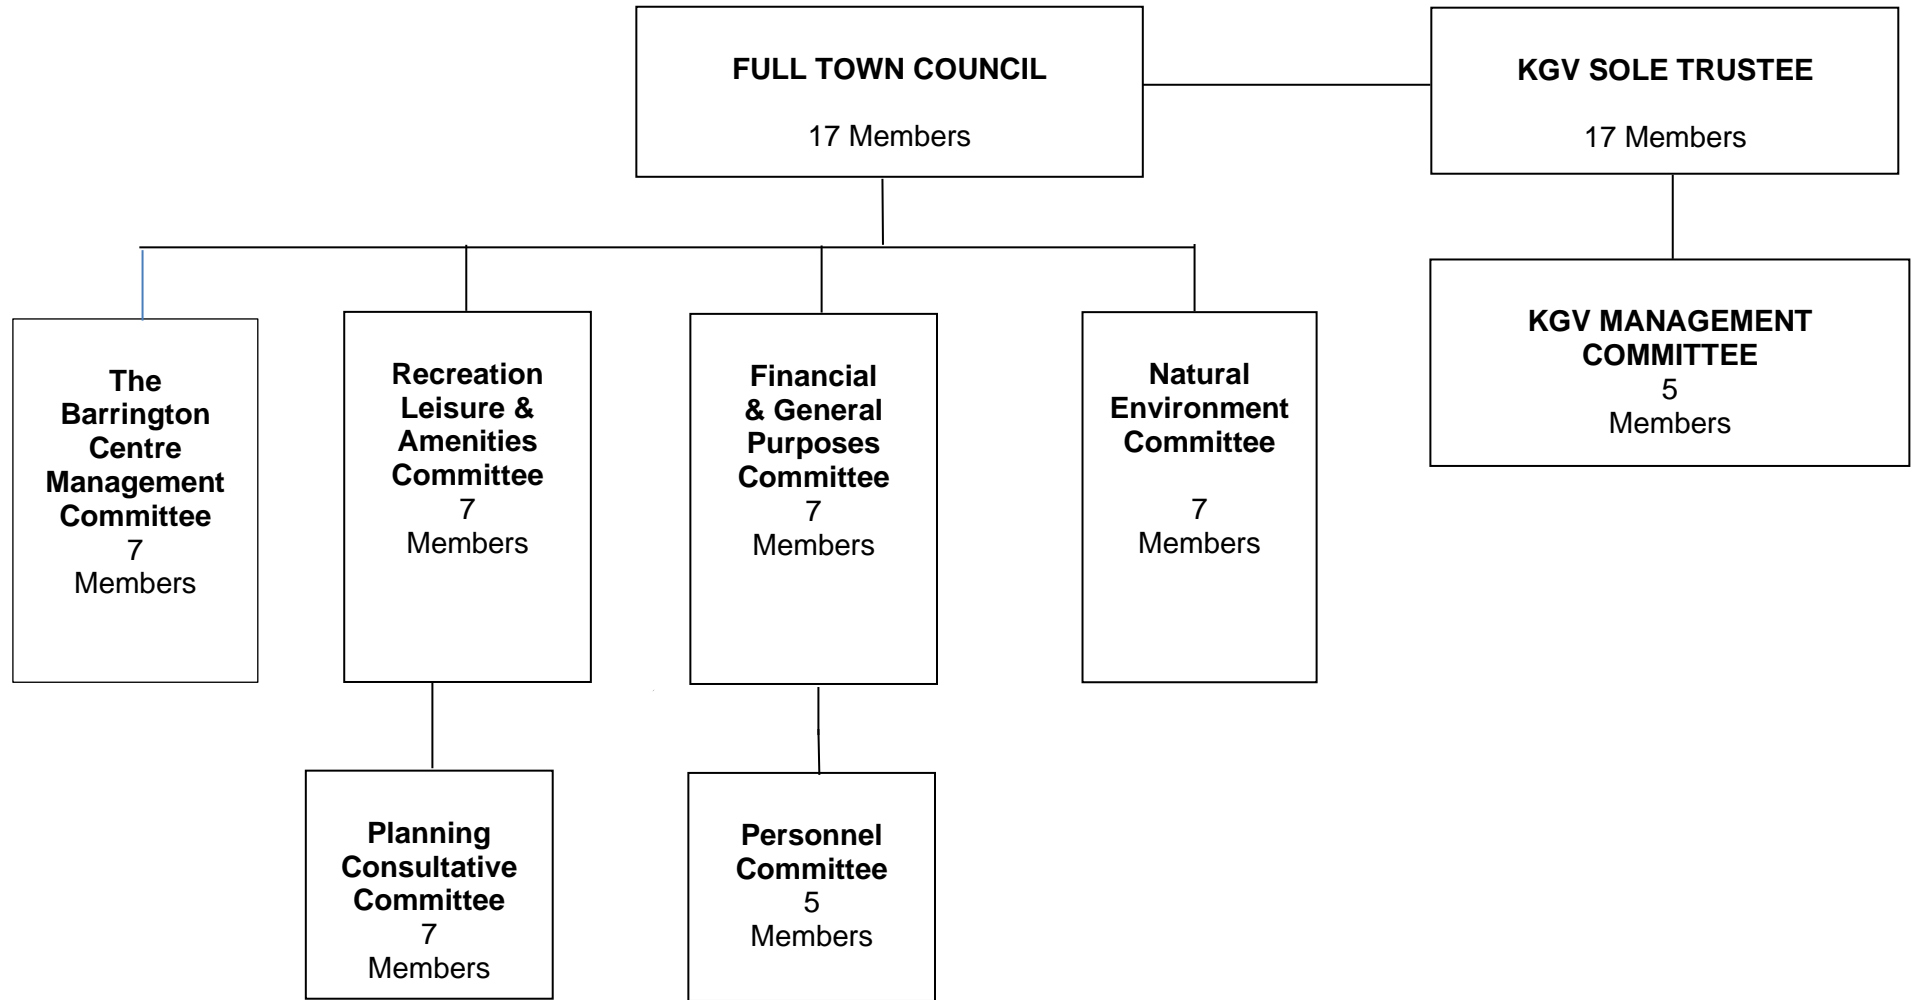 FULL TOWN COUNCIL
17 Members
KGV SOLE TRUSTEE
17 Members
KGV MANAGEMENT
COMMITTEE
5
Members
The
Barrington
Centre
Management
Committee
7
Members
Recreation
Leisure &
Amenities
Committee
7
Members
Financial
& General
Purposes
Committee
7
Members
Natural
Environment
Committee
7
Members
Planning
Consultative
Committee
7
Members
Personnel
Committee
5
Members